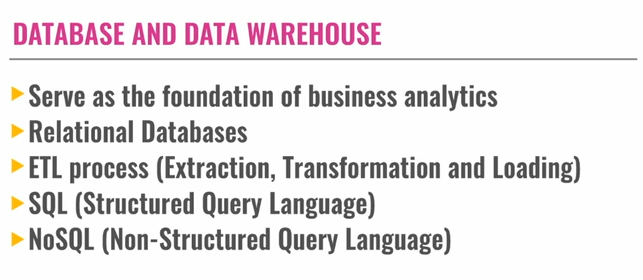 DATABASE AND DATA WAREHOUSE
Serve as the foundation of business analytics
Relational Databases
ETL process (Extraction, Transformation and Loading)
SQL (Structured Query Language)
NoSQL (Non-Structured Query Language)